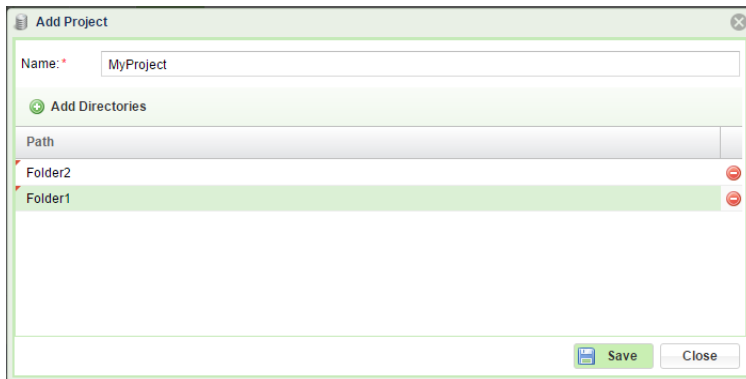 Add Project
Name:* MyProject
Add Directories
Path
Folder2
Folder1
Save Close